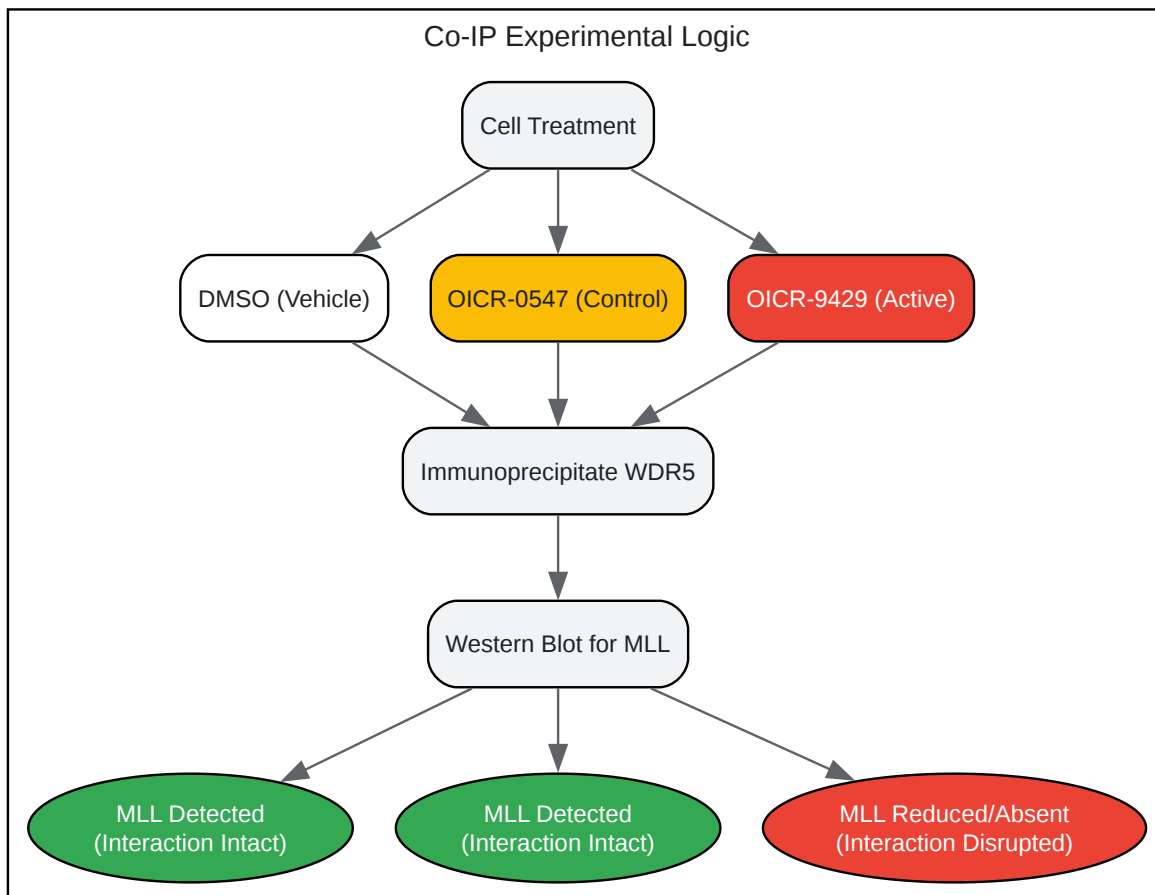 Co-IP Experimental Logic
Cell Treatment
DMSO (Vehicle)
OICR-0547 (Control)
OICR-9429 (Active)
Immunoprecipitate WDR5
Western Blot for MLL
MLL Detected
(Interaction Intact)
MLL Detected
(Interaction Intact)
MLL Reduced/Absent
(Interaction Disrupted)